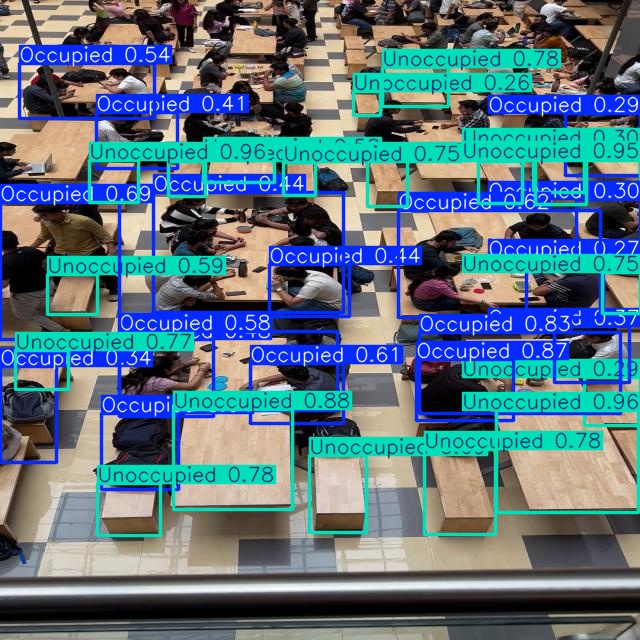 Occupied 0.54
Unoccupied 0.78
Unoccupied 0.26
Occupied 0.41
Occupied 0.29
Unoccupied 0.96
Unoccupied 0.75
Unoccupied 0.95
Occupied 0.69
Occupied 0.44
Occupied 0.62
0.30
Occupied 0.44
Occupied 0.27
Unoccupied 0.59
Unoccupied 0.75
Occupied 0.58
Occupied 0.83
Unoccupied 0.77
Occupied 0.34
Occupied 0.61
Occupied 0.87
Unoccupied 0.29
Unoccupied 0.88
Unoccupied 0.96
Unoccupied 0.78
Unoccupied 0.78